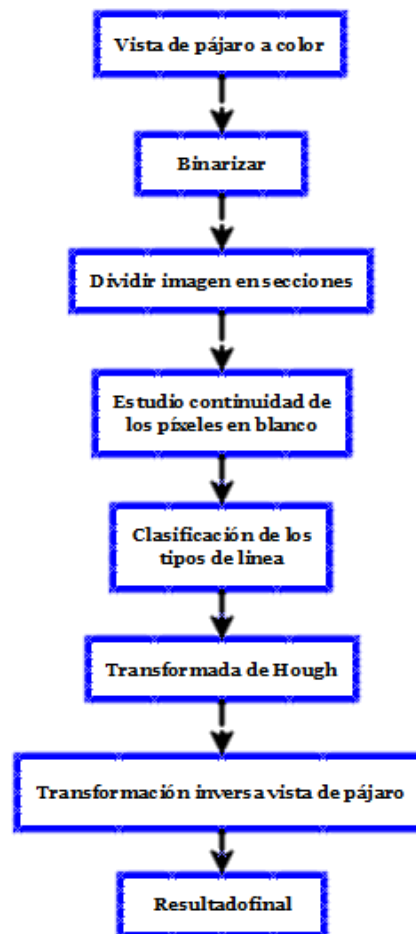 Vista de pájaro a color
Binarizar
Dividir imagen en secciones
Estudio continuidad de
los píxeles en blanco
Clasificación de los
tipos de linea
Transformada de Hough
Transformación inversa vista de pájaro
Resultadofinal